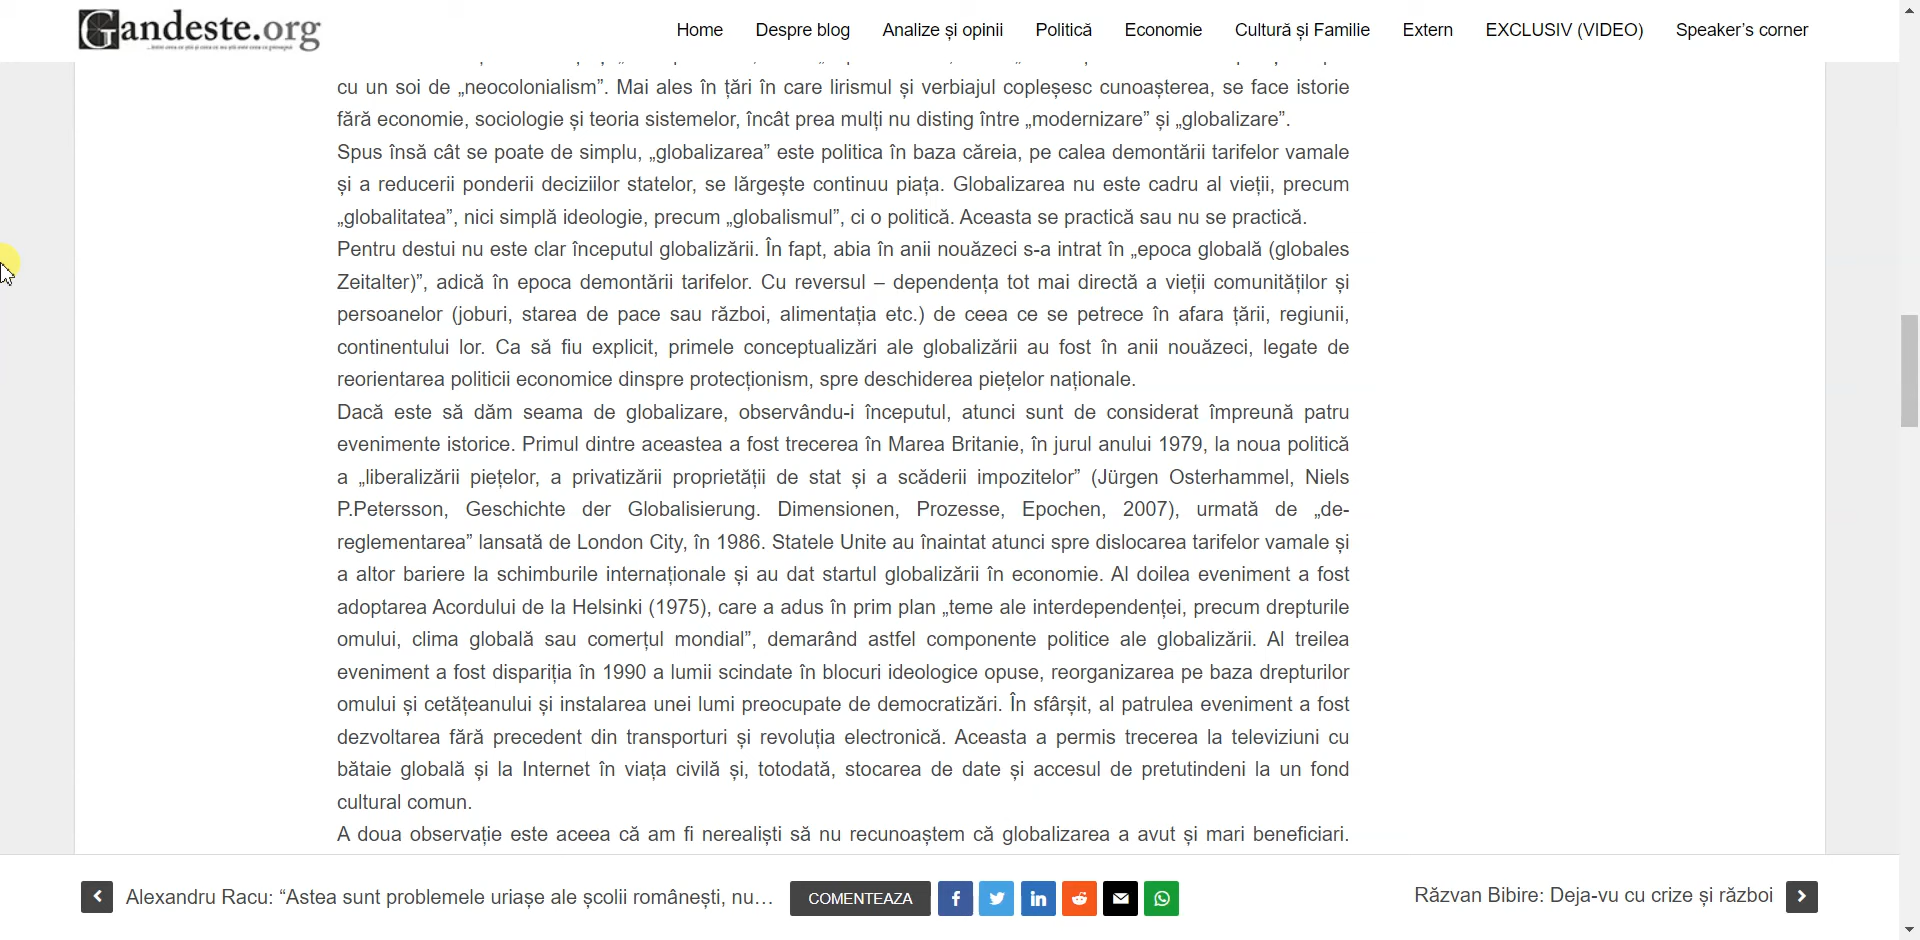 Gandeste.org
Home Despre blog Analize și opinii Politică Economie Cultură și Familie Extern EXCLUSIV (VIDEO) Speaker’s corner
cu un soi de „neocolonialism”. Mai ales în țări în care lirismul și verbiajul copleșesc cunoașterea, se face istorie
fără economie, sociologie și teoria sistemelor, încât prea mulți nu disting între „modernizare” și „globalizare”.
Spus însă cât se poate de simplu, „globalizarea” este politica în baza căreia, pe calea demontării tarifelor vamale
și a reducerii ponderii deciziilor statelor, se lărgește continuu piața. Globalizarea nu este cadru al vieții, precum
„globalitatea”, nici simplă ideologie, precum „globalismul”, ci o politică. Aceasta se practică sau nu se practică.
Pentru destui nu este clar începutul globalizării. În fapt, abia în anii nouăzeci s-a intrat în „epoca globală (globales
Zeitalter)”, adică în epoca demontării tarifelor. Cu reversul – dependența tot mai directă a vieții comunităților și
persoanelor (joburi, starea de pace sau război, alimentația etc.) de ceea ce se petrece în afara țării, regiunii,
continentului lor. Ca să fiu explicit, primele conceptualizări ale globalizării au fost în anii nouăzeci, legate de
reorientarea politicii economice dinspre protecționism, spre deschiderea piețelor naționale.
Dacă este să dăm seama de globalizare, observându-i începutul, atunci sunt de considerat împreună patru
evenimente istorice. Primul dintre aceastea a fost trecerea în Marea Britanie, în jurul anului 1979, la noua politică
a „liberalizării piețelor, a privatizării proprietății de stat și a scăderii impozitelor” (Jürgen Osterhammel, Niels
P.Petersson, Geschichte der Globalisierung. Dimensionen, Prozesse, Epochen, 2007), urmată de „de-
reglementarea” lansată de London City, în 1986. Statele Unite au înaintat atunci spre dislocarea tarifelor vamale și
a altor bariere la schimburile internaționale și au dat startul globalizării în economie. Al doilea eveniment a fost
adoptarea Acordului de la Helsinki (1975), care a adus în prim plan „teme ale interdependenței, precum drepturile
omului, clima globală sau comerțul mondial”, demarând astfel componente politice ale globalizării. Al treilea
eveniment a fost dispariția în 1990 a lumii scindate în blocuri ideologice opuse, reorganizarea pe baza drepturilor
omului și cetățeanului și instalarea unei lumi preocupate de democratizări. În sfârșit, al patrulea eveniment a fost
dezvoltarea fără precedent din transporturi și revoluția electronică. Aceasta a permis trecerea la televiziuni cu
bătaie globală și la Internet în viața civilă și, totodată, stocarea de date și accesul de pretutindeni la un fond
cultural comun.
A doua observație este aceea că am fi nerealiști să nu recunoaștem că globalizarea a avut și mari beneficiari.
Alexandru Racu: “Astea sunt problemele uriașe ale școlii românești, nu… COMENTEAZA Răzvan Bibire: Deja-vu cu crize și război